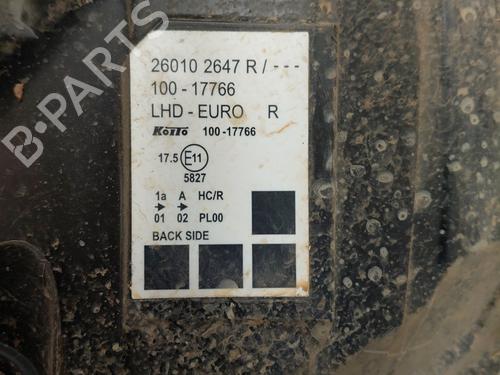 B-PARTS
26010 2647 R / ---
100 - 17766
LHD - EURO R
KOITO 100 -17766
17.5 E11
5827
1a A HC/R
01 02 PL00
BACK SIDE